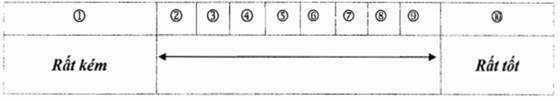 ① ② ③ ④ ⑤ ⑥ ⑦ ⑧ ⑨ ⑩
Rất kém Rất tốt